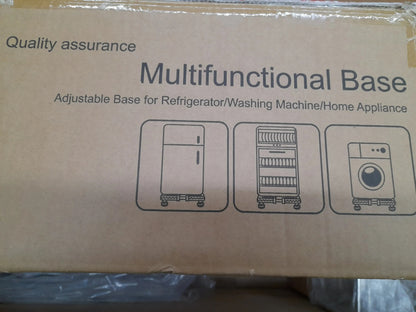 Quality assurance
Multifunctional Base
Adjustable Base for Refrigerator/Washing Machine/Home Appliance